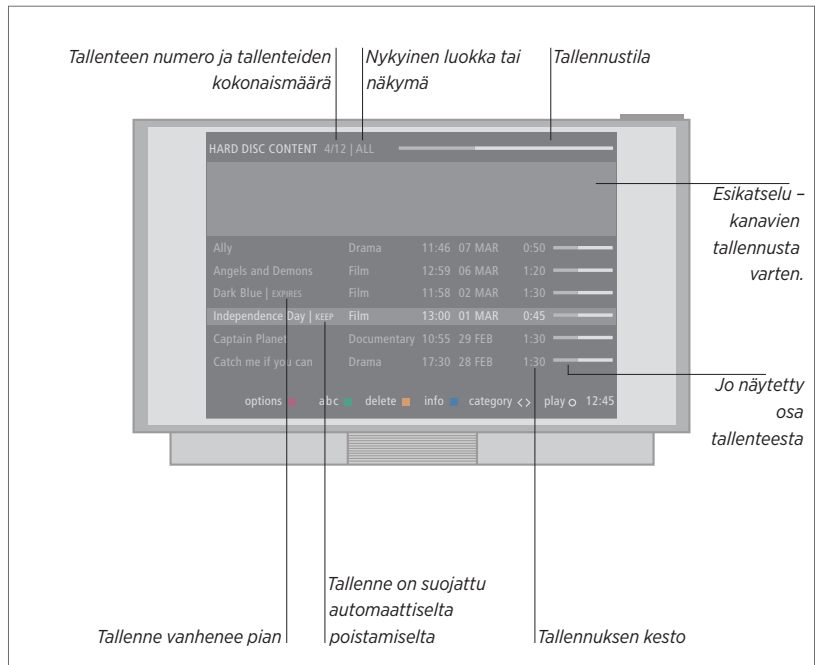 Tallenteen numero ja tallenteiden
kokonaismäärä
Nykyinen luokka tai
näkymä
Tallennustila
HARD DISC CONTENT 4/12 | ALL
Esikatselu –
kanavien
tallennusta
varten.
Ally Drama 11:46 07 MAR 0:50
Angels and Demons Film 12:59 06 MAR 1:20
Dark Blue | EXPIRES Film 11:58 02 MAR 1:30
Independence Day | KEEP Film 13:00 01 MAR 0:45
Captain Planet Documentary 10:55 29 FEB 1:30
Catch me if you can Drama 17:30 28 FEB 1:30
Jo näytetty
osa
tallenteesta
options abc delete info category <> play 12:45
Tallenne vanhenee pian
Tallenne on suojattu
automaattiselta
poistamiselta
Tallennuksen kesto